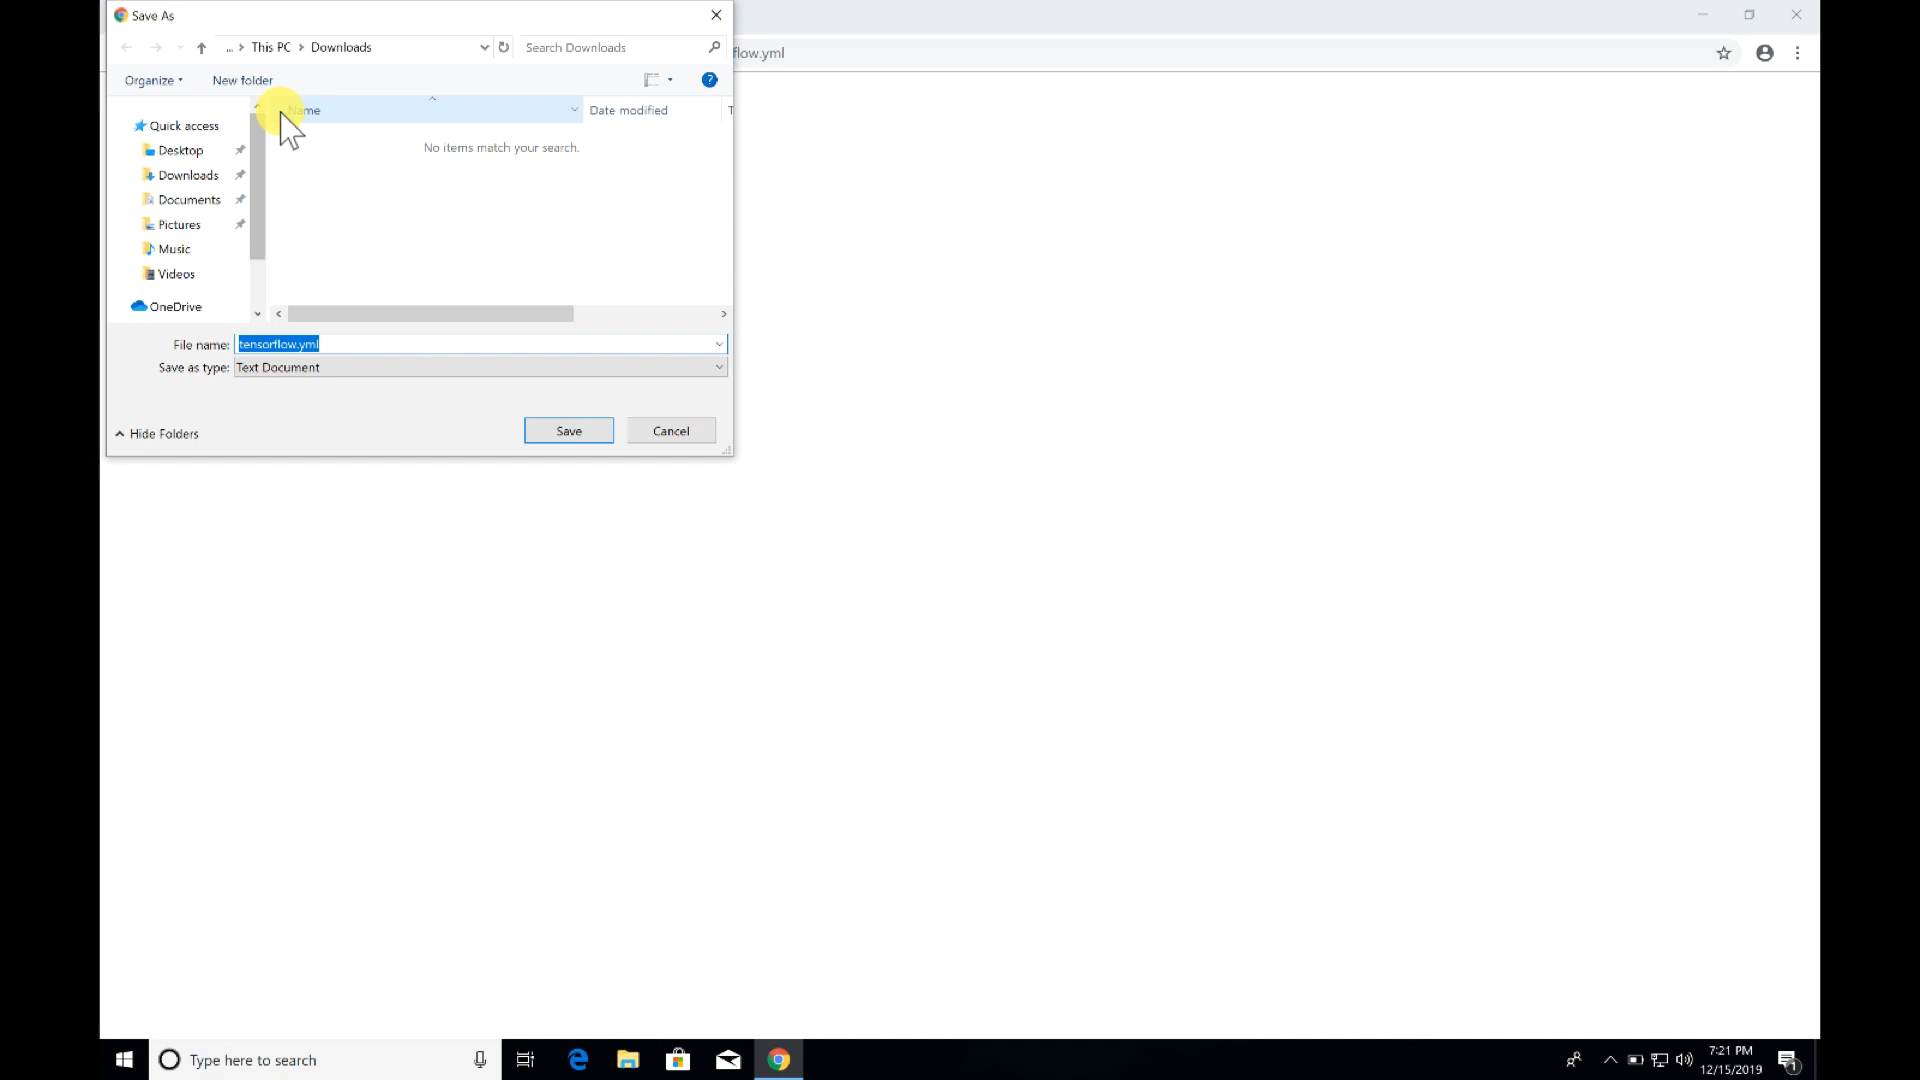 Save As
flow.yml
... > This PC > Downloads
Search Downloads
Organize
New folder
?
Name
Date modified
T
No items match your search.
Quick access
Desktop
Downloads
Documents
Pictures
Music
Videos
OneDrive
File name: tensorflow.yml
Save as type: Text Document
Hide Folders
Save
Cancel
Type here to search
7:21 PM
12/15/2019
1